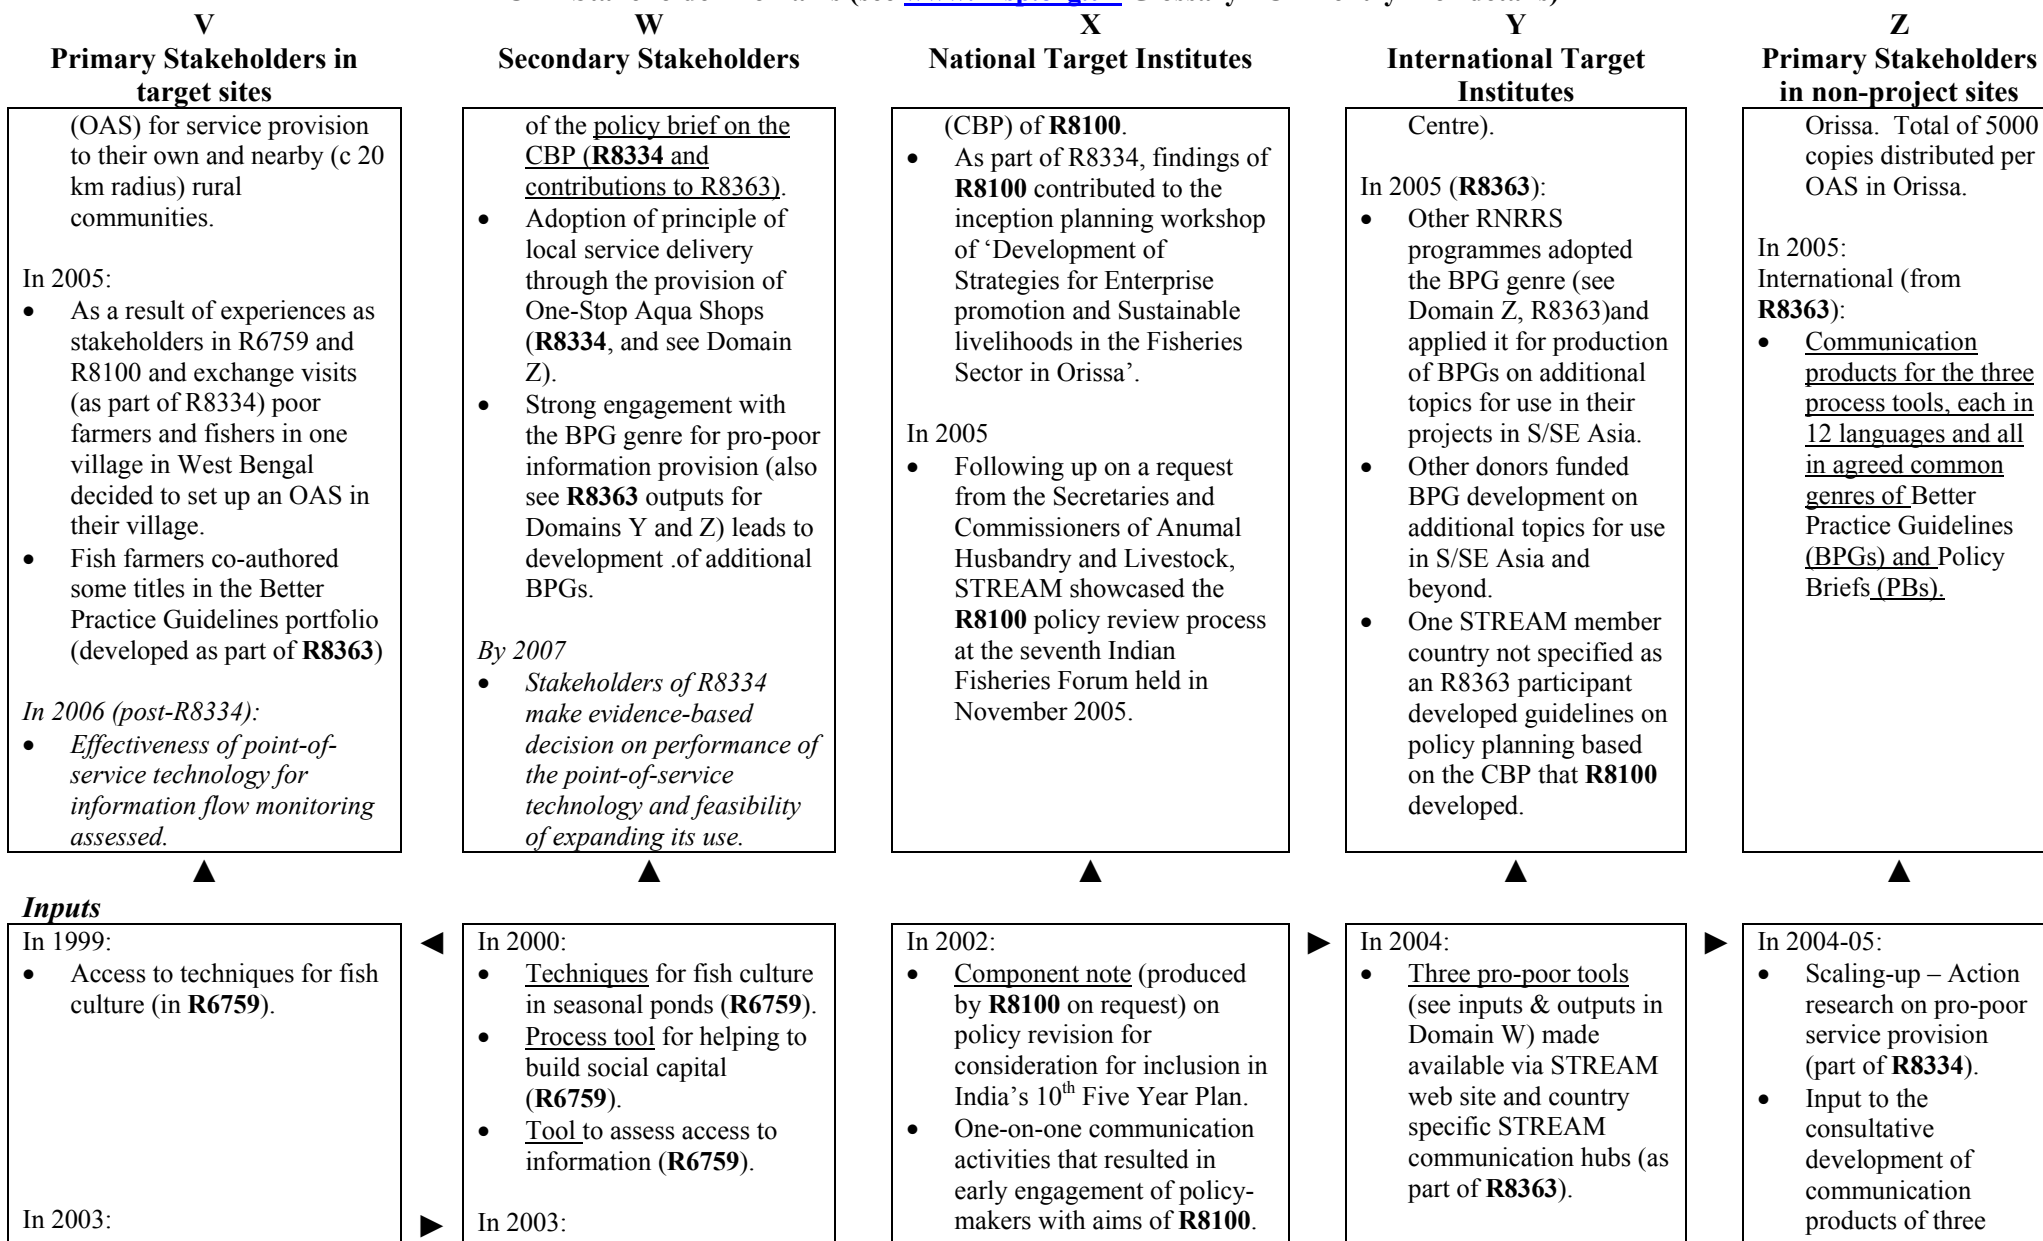 V
Primary Stakeholders in
target sites
W
Secondary Stakeholders
X
National Target Institutes
Y
International Target
Institutes
Z
Primary Stakeholders
in non-project sites
(OAS) for service provision
to their own and nearby (c 20
km radius) rural
communities.
In 2005:
• As a result of experiences as
stakeholders in R6759 and
R8100 and exchange visits
(as part of R8334) poor
farmers and fishers in one
village in West Bengal
decided to set up an OAS in
their village.
• Fish farmers co-authored
some titles in the Better
Practice Guidelines portfolio
(developed as part of R8363)
In 2006 (post-R8334):
• Effectiveness of point-of-
service technology for
information flow monitoring
assessed.
of the policy brief on the
CBP (R8334 and
contributions to R8363).
• Adoption of principle of
local service delivery
through the provision of
One-Stop Aqua Shops
(R8334, and see Domain
Z).
• Strong engagement with
the BPG genre for pro-poor
information provision (also
see R8363 outputs for
Domains Y and Z) leads to
development .of additional
BPGs.
By 2007
• Stakeholders of R8334
make evidence-based
decision on performance of
the point-of-service
technology and feasibility
of expanding its use.
(CBP) of R8100.
• As part of R8334, findings of
R8100 contributed to the
inception planning workshop
of ‘Development of
Strategies for Enterprise
promotion and Sustainable
livelihoods in the Fisheries
Sector in Orissa’.
In 2005
• Following up on a request
from the Secretaries and
Commissioners of Anumal
Husbandry and Livestock,
STREAM showcased the
R8100 policy review process
at the seventh Indian
Fisheries Forum held in
November 2005.
Centre).
In 2005 (R8363):
• Other RNRRS
programmes adopted
the BPG genre (see
Domain Z, R8363)and
applied it for production
of BPGs on additional
topics for use in their
projects in S/SE Asia.
• Other donors funded
BPG development on
additional topics for use
in S/SE Asia and
beyond.
• One STREAM member
country not specified as
an R8363 participant
developed guidelines on
policy planning based
on the CBP that R8100
developed.
Orissa. Total of 5000
copies distributed per
OAS in Orissa.
In 2005:
International (from
R8363):
• Communication
products for the three
process tools, each in
12 languages and all
in agreed common
genres of Better
Practice Guidelines
(BPGs) and Policy
Briefs (PBs).
Inputs
In 1999:
• Access to techniques for fish
culture (in R6759).
In 2003:
In 2000:
• Techniques for fish culture
in seasonal ponds (R6759).
• Process tool for helping to
build social capital
(R6759).
• Tool to assess access to
information (R6759).
In 2003:
In 2002:
• Component note (produced
by R8100 on request) on
policy revision for
consideration for inclusion in
India’s 10th Five Year Plan.
• One-on-one communication
activities that resulted in
early engagement of policy-
makers with aims of R8100.
In 2004:
• Three pro-poor tools
(see inputs & outputs in
Domain W) made
available via STREAM
web site and country
specific STREAM
communication hubs (as
part of R8363).
In 2004-05:
• Scaling-up – Action
research on pro-poor
service provision
(part of R8334).
• Input to the
consultative
development of
communication
products of three